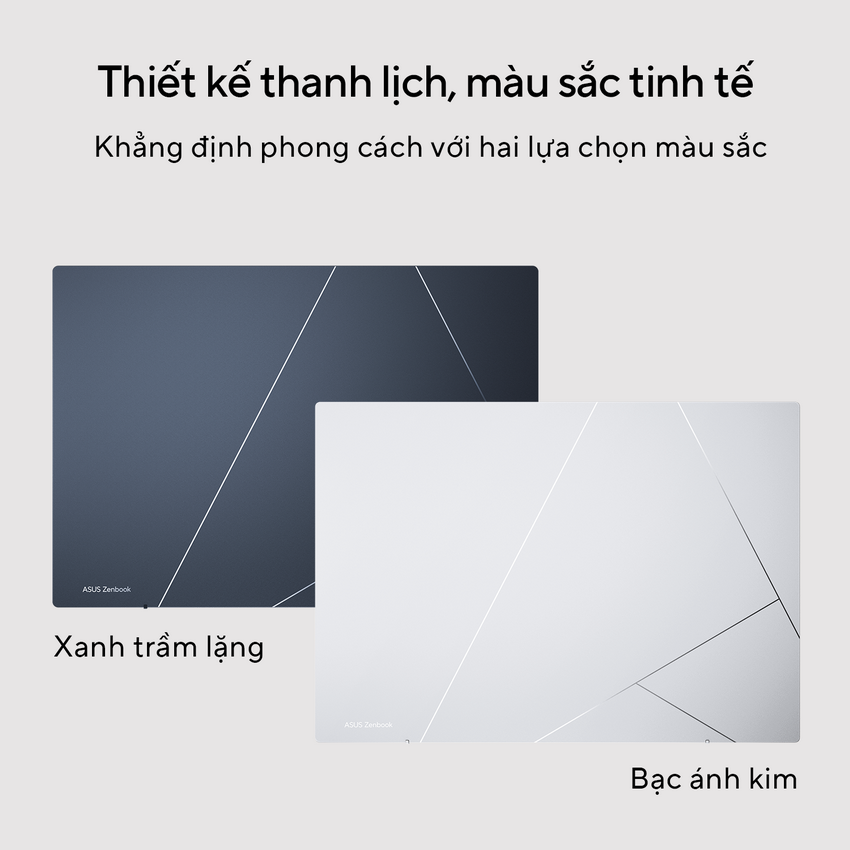 Thiết kế thanh lịch, màu sắc tinh tế
Khẳng định phong cách với hai lựa chọn màu sắc
ASUS Zenbook
Xanh trầm lặng
ASUS Zenbook
Bạc ánh kim